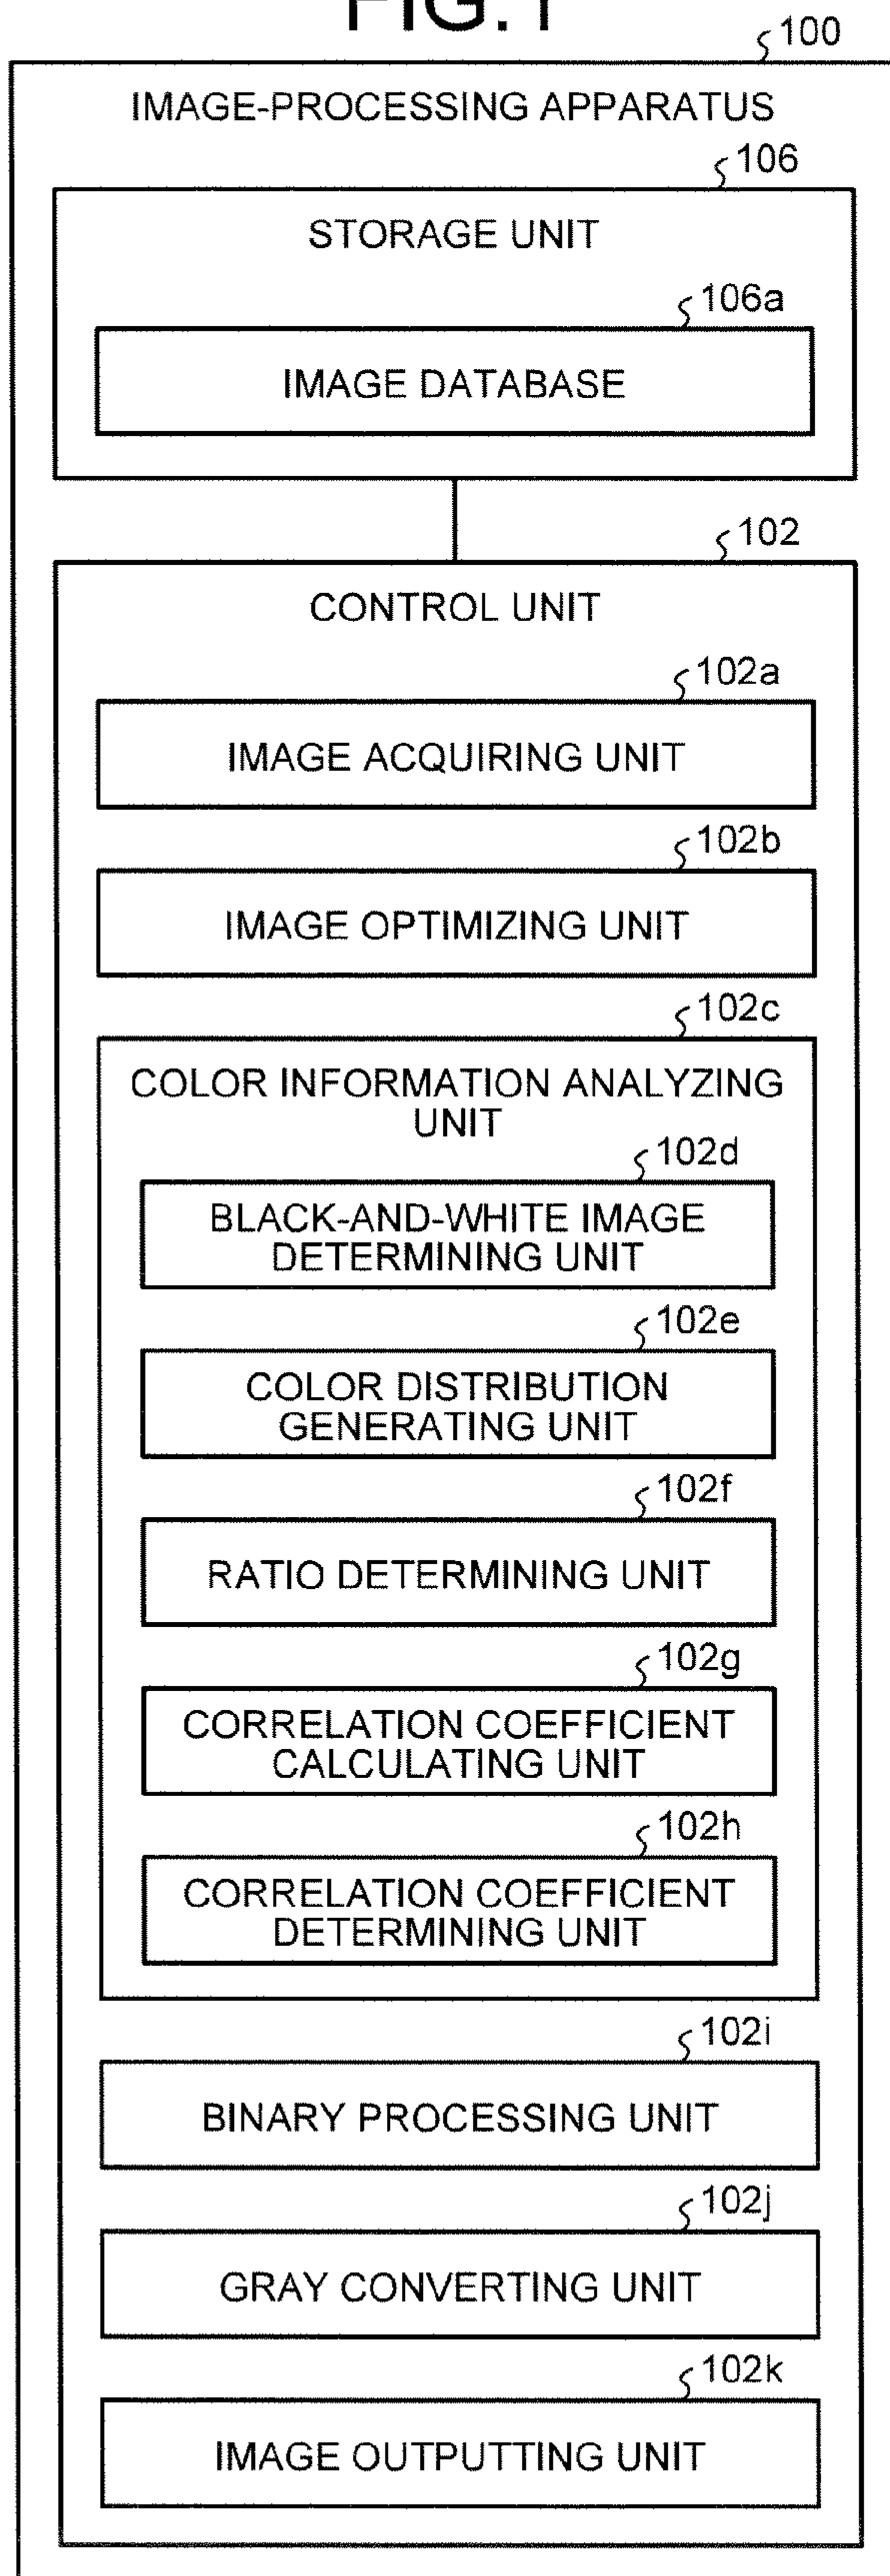 FIG.1
100
IMAGE-PROCESSING APPARATUS
106
STORAGE UNIT
106a
IMAGE DATABASE
102
CONTROL UNIT
102a
IMAGE ACQUIRING UNIT
102b
IMAGE OPTIMIZING UNIT
102c
COLOR INFORMATION ANALYZING
UNIT
102d
BLACK-AND-WHITE IMAGE
DETERMINING UNIT
102e
COLOR DISTRIBUTION
GENERATING UNIT
102f
RATIO DETERMINING UNIT
102g
CORRELATION COEFFICIENT
CALCULATING UNIT
102h
CORRELATION COEFFICIENT
DETERMINING UNIT
102i
BINARY PROCESSING UNIT
102j
GRAY CONVERTING UNIT
102k
IMAGE OUTPUTTING UNIT